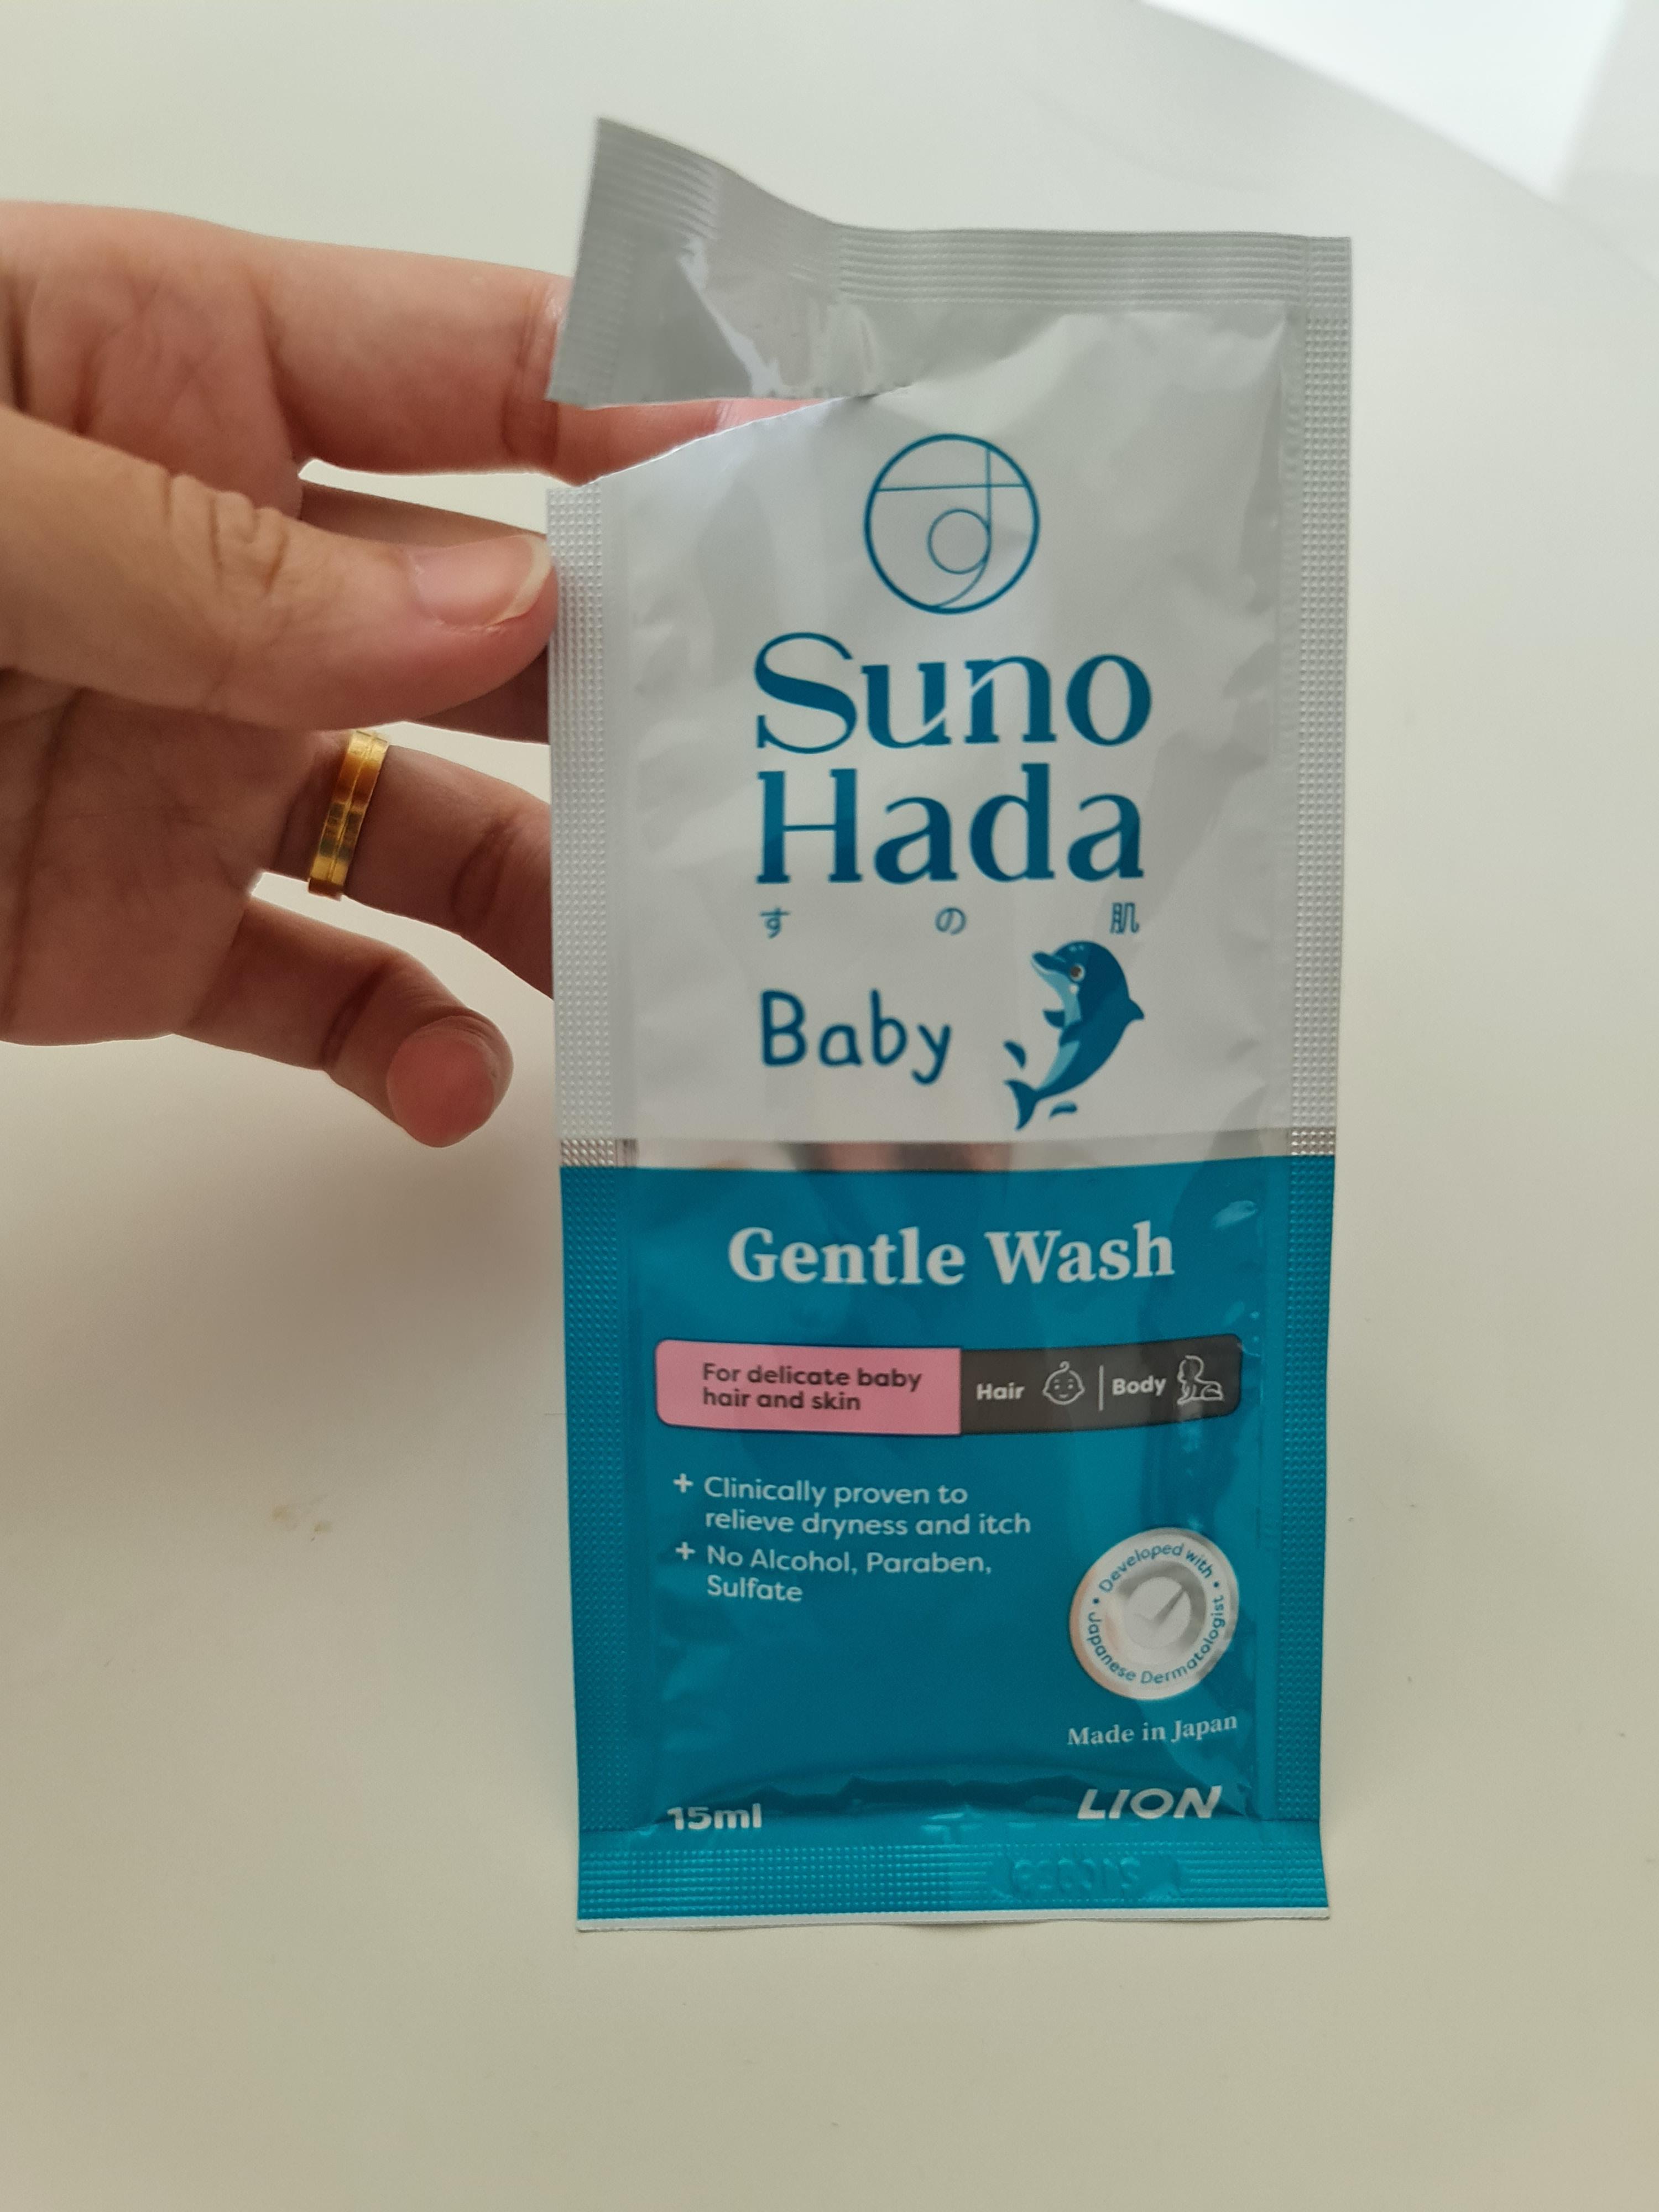 Suno
Hada
すの肌
Baby
Gentle Wash
For delicate baby
hair and skin
Hair | Body
+ Clinically proven to
relieve dryness and itch
+ No Alcohol, Paraben,
Sulfate
• Developed with •
Japanese Dermatologist
Made in Japan
15ml
LION